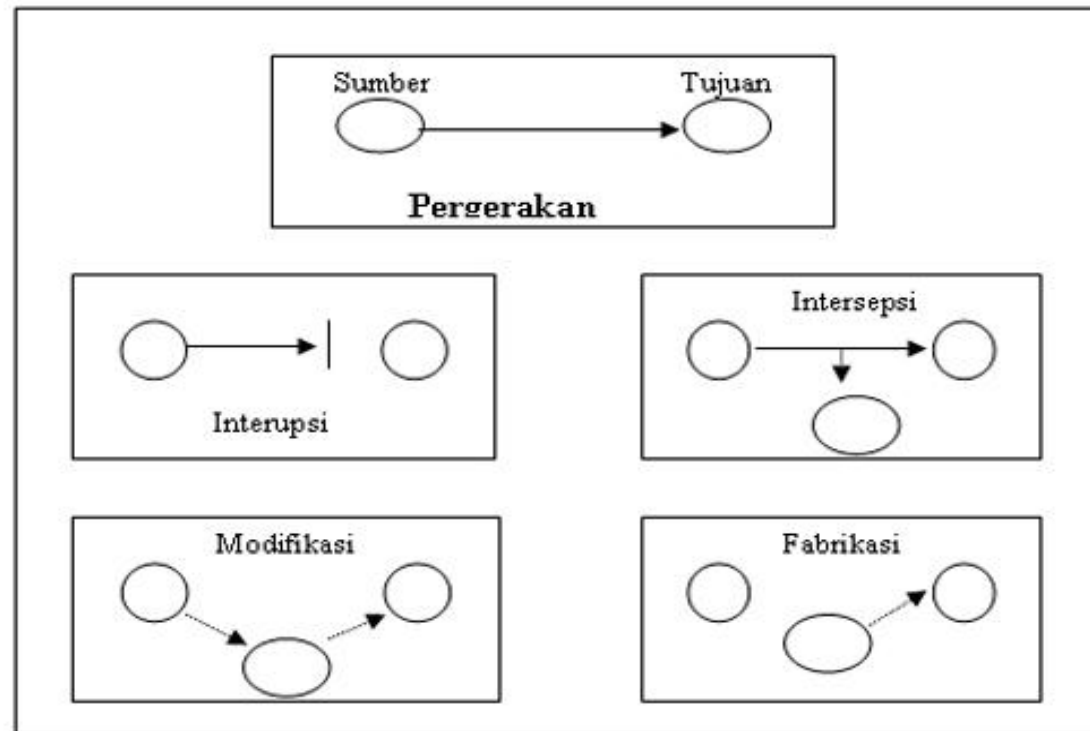 Sumber Tujuan
Pergerakan
Intersepsi
Interupsi
Modifikasi Fabrikasi